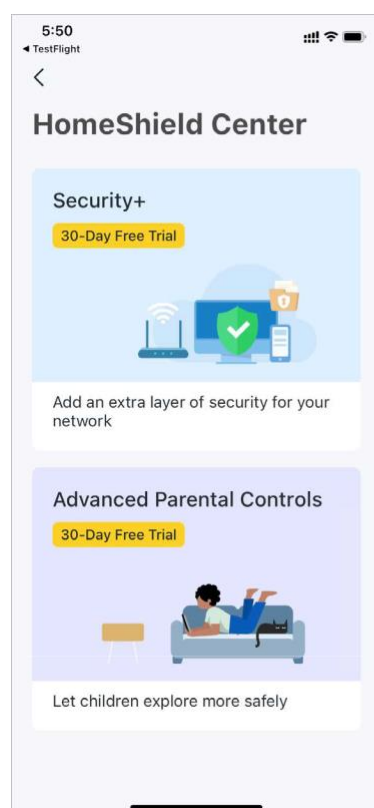 5:50
◀ TestFlight
HomeShield Center
Security+
30-Day Free Trial
Add an extra layer of security for your
network
Advanced Parental Controls
30-Day Free Trial
Let children explore more safely